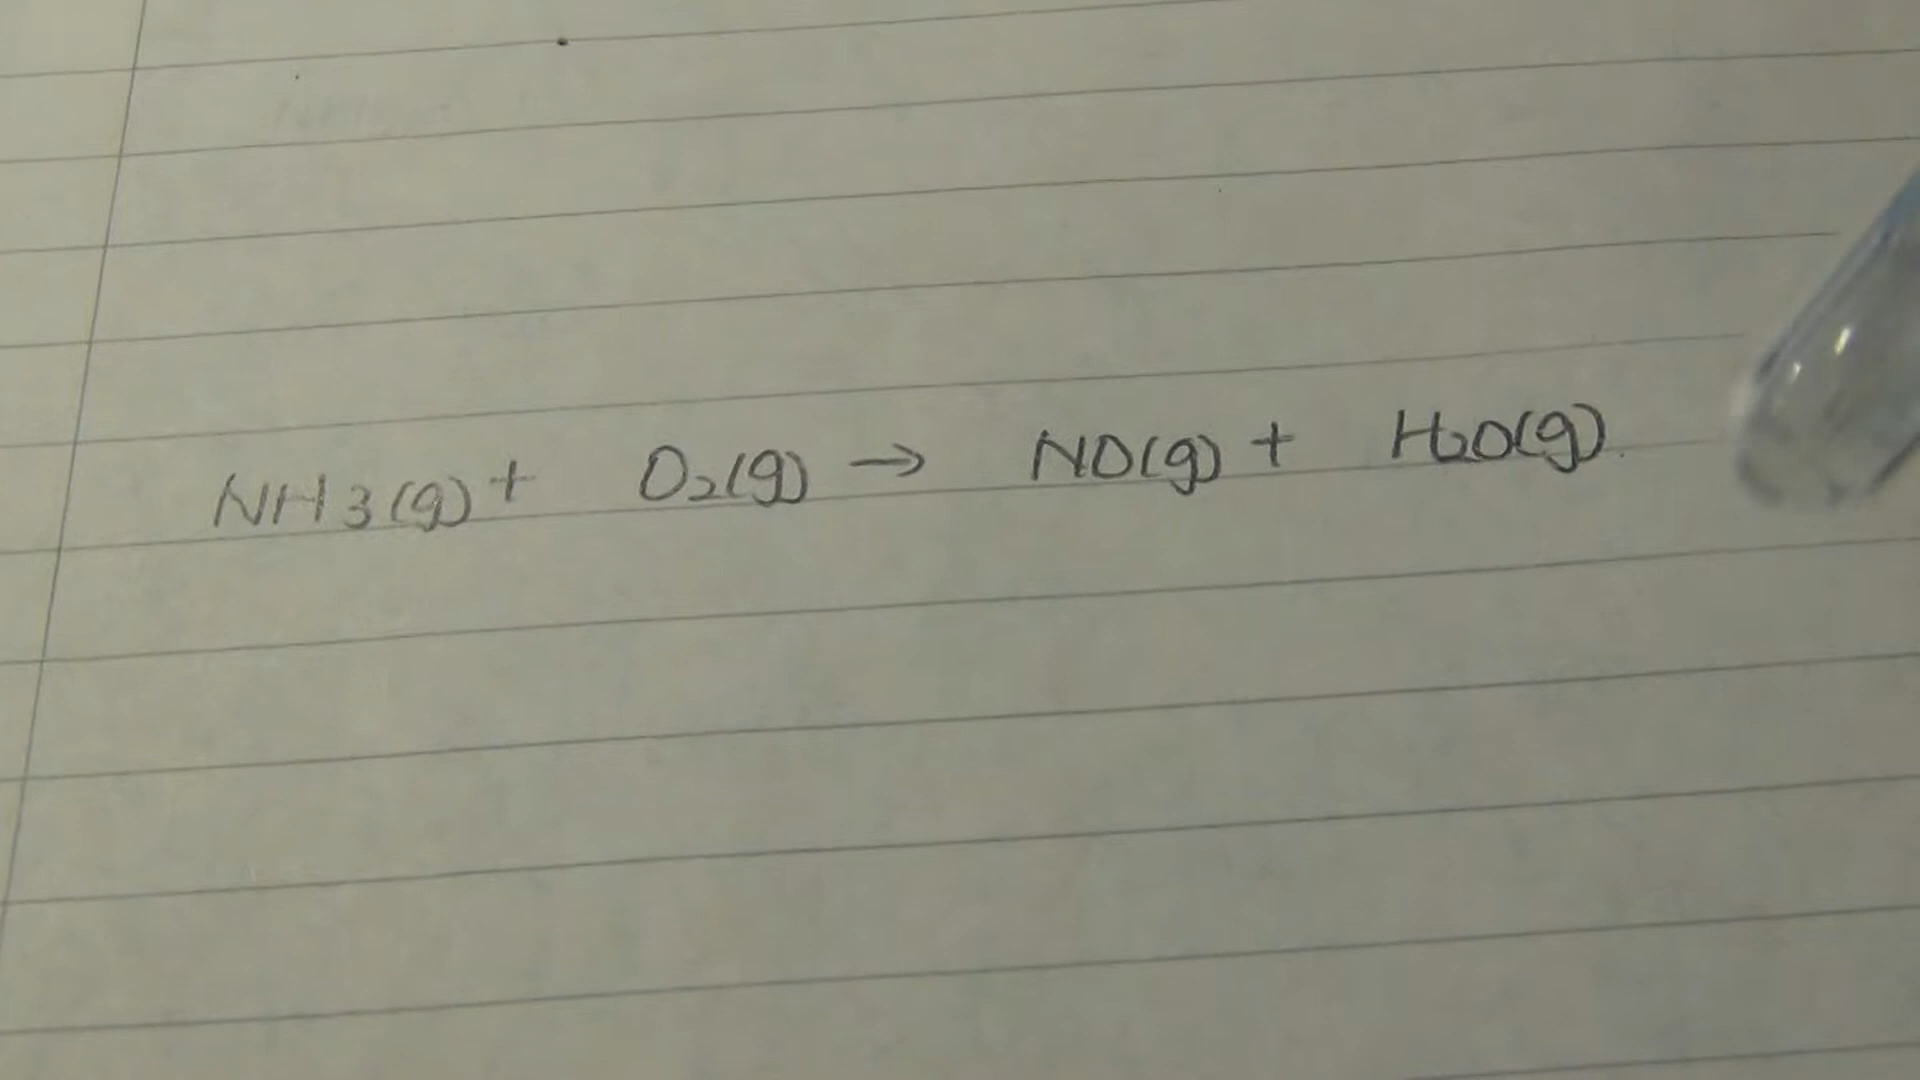 NH3(g) + O₂(g) → NO(g) + H₂O(g).